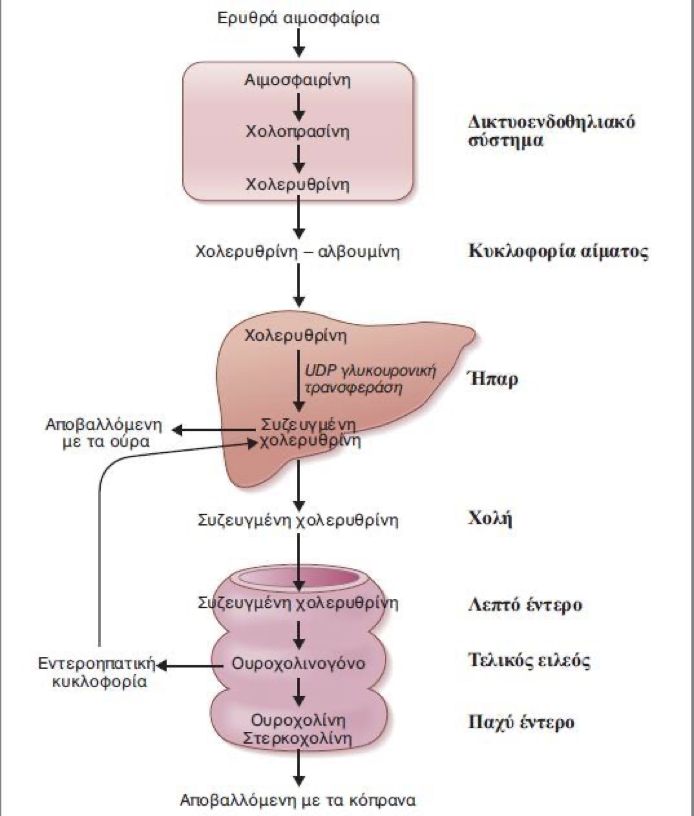 Ερυθρά αιμοσφαίρια
Αιμοσφαιρίνη
Χολοπρασίνη
Δικτυοενδοθηλιακό
σύστημα
Χολερυθρίνη
Χολερυθρίνη – αλβουμίνη
Κυκλοφορία αίματος
Χολερυθρίνη
UDP γλυκουρονική
τρανσφεράση
Ήπαρ
Αποβαλλόμενη
με τα ούρα
Συζευγμένη
χολερυθρίνη
Συζευγμένη χολερυθρίνη
Χολή
Συζευγμένη χολερυθρίνη
Λεπτό έντερο
Εντεροηπατική
κυκλοφορία
Ουροχολινογόνο
Τελικός ειλεός
Ουροχολίνη
Στερκοχολίνη
Παχύ έντερο
Αποβαλλόμενη με τα κόπρανα